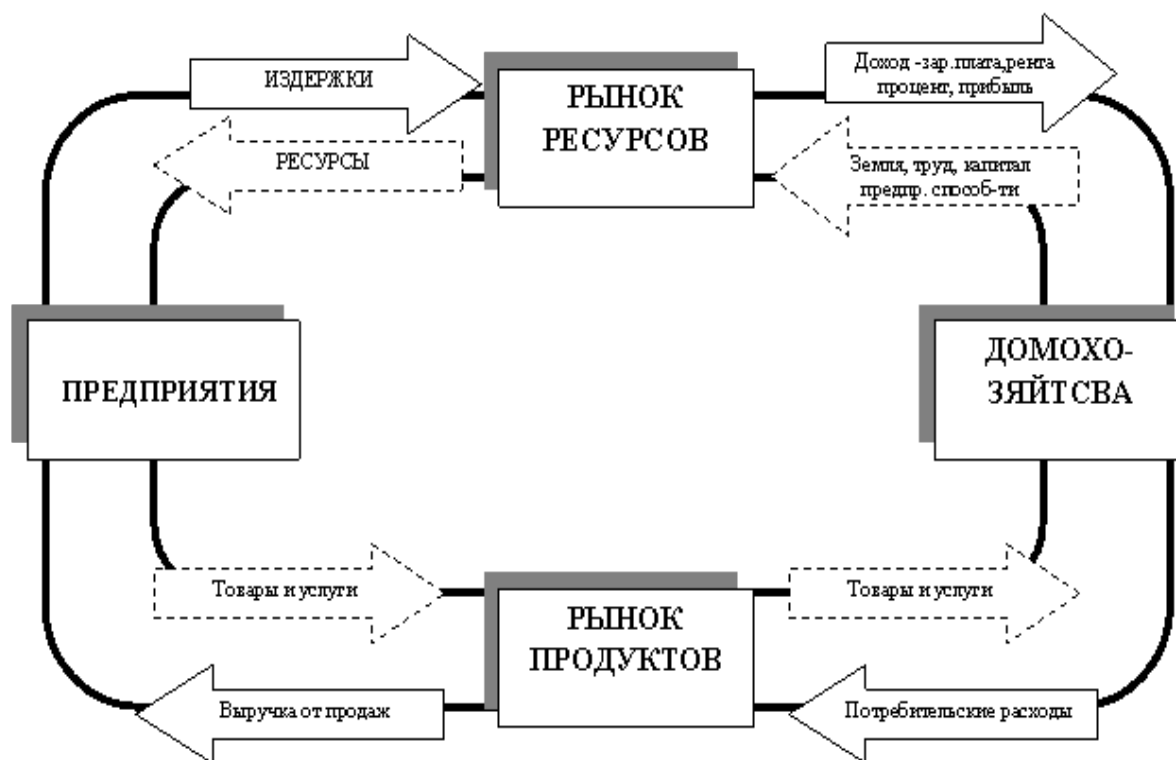 ИЗДЕРЖКИ
РЫНОК
РЕСУРСОВ
Доход -зар.плата,рента
процент, прибыль
РЕСУРСЫ
Земля, труд, капитал
предпр. способ-ти
ПРЕДПРИЯТИЯ
ДОМОХО-
ЗЯЙТСВА
Товары и услуги
РЫНОК
ПРОДУКТОВ
Товары и услуги
Выручка от продаж
Потребительские расходы